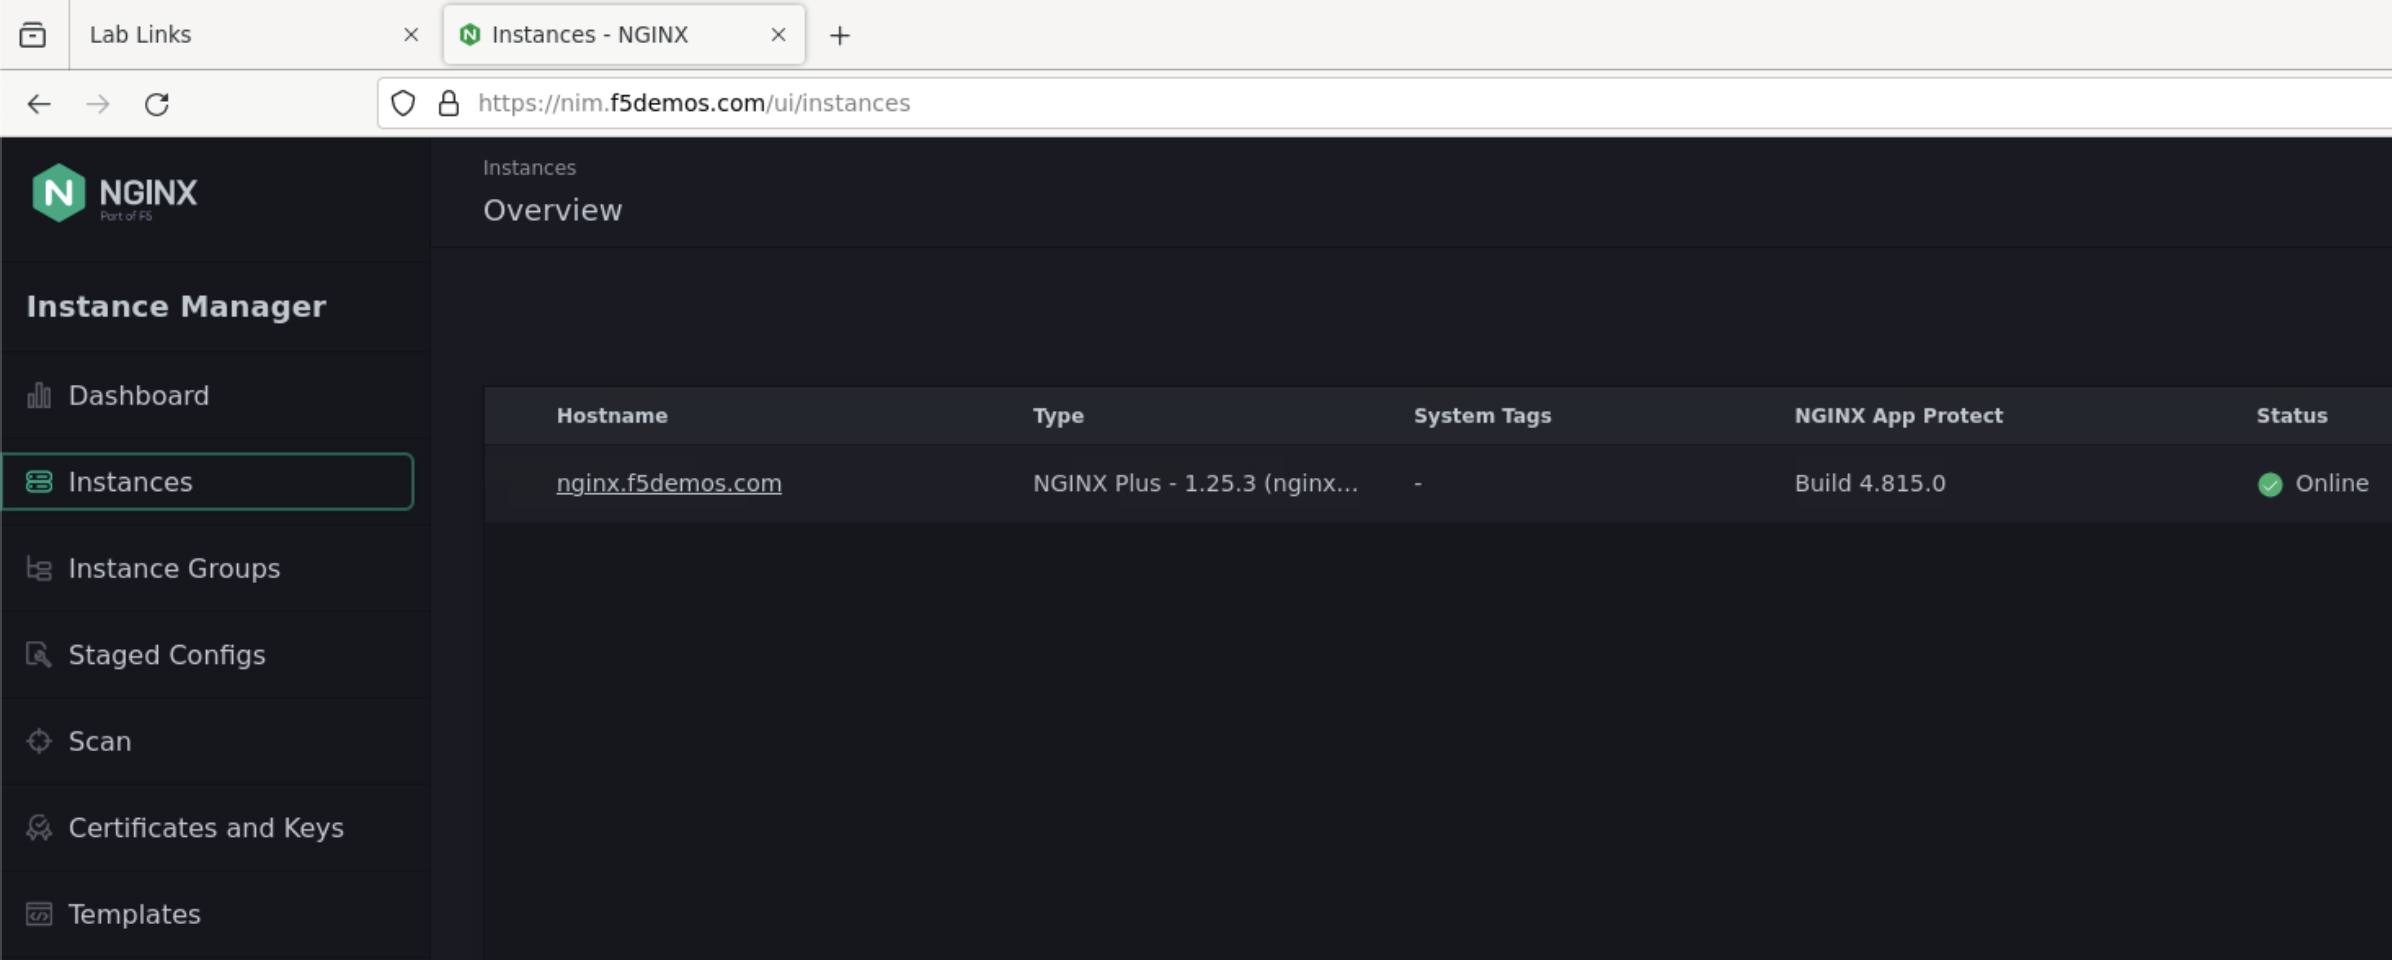 Lab Links
Instances - NGINX
https://nim.f5demos.com/ui/instances
NGINX
Part of F5
Instances
Overview
Instance Manager
Dashboard
Instances
Instance Groups
Staged Configs
Scan
Certificates and Keys
Templates
Hostname Type System Tags NGINX App Protect Status
nginx.f5demos.com NGINX Plus - 1.25.3 (nginx... - Build 4.815.0 Online